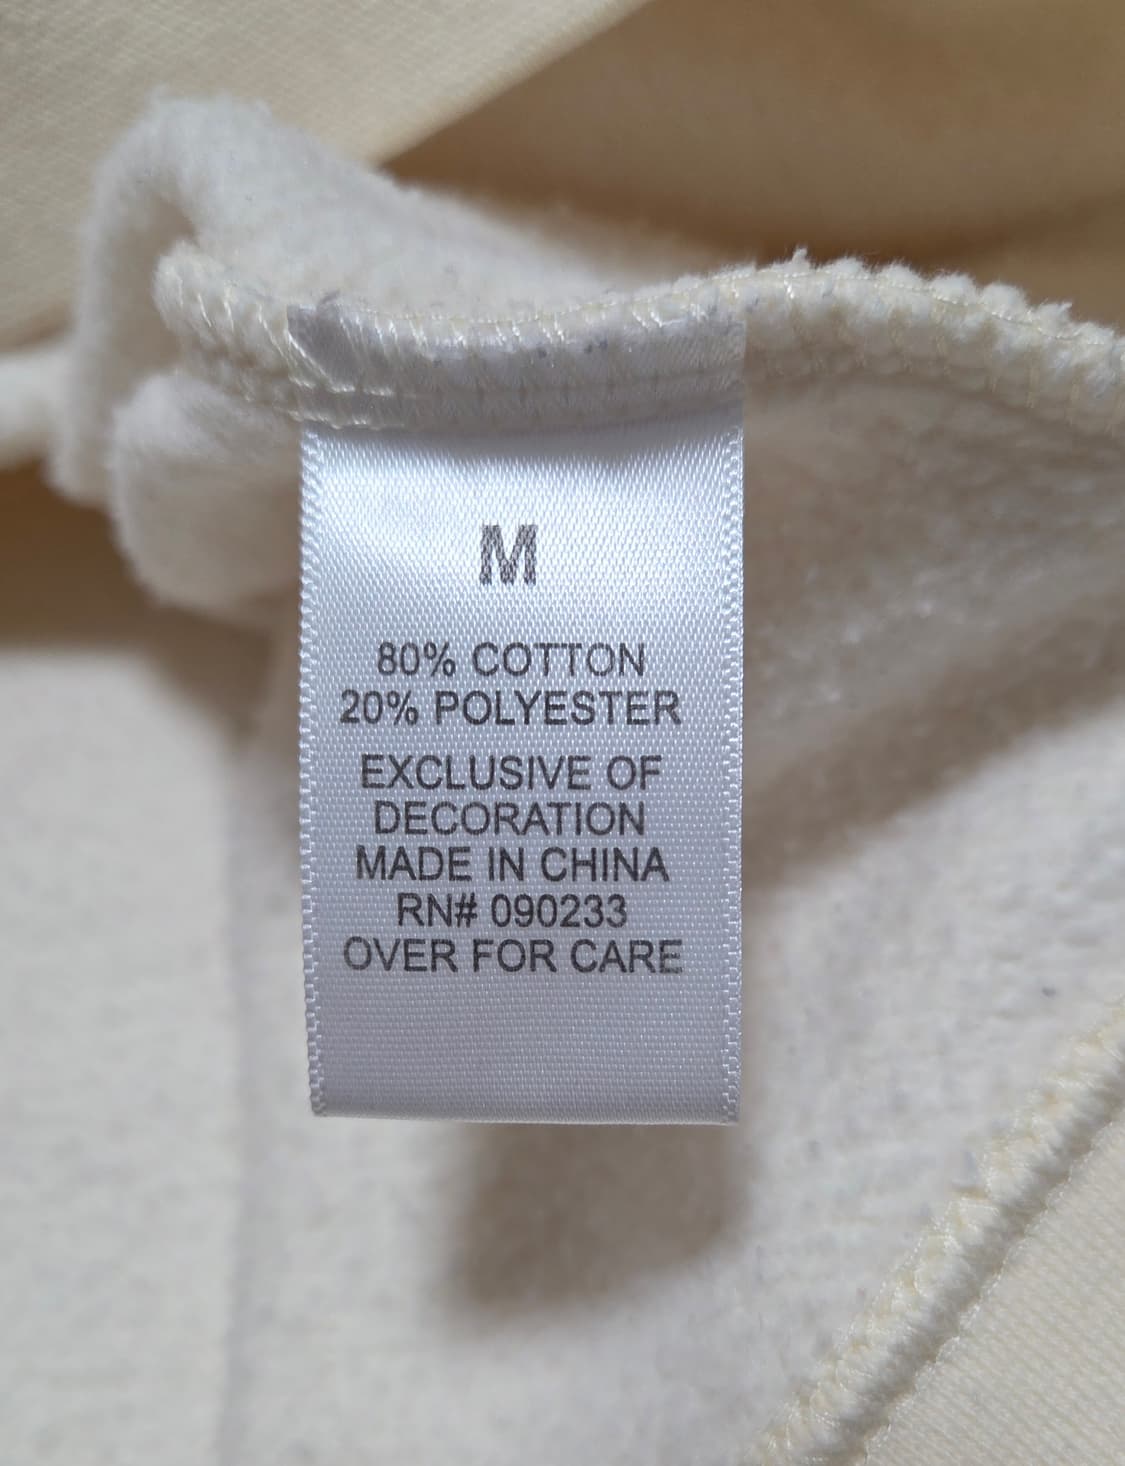 M
80% COTTON
20% POLYESTER
EXCLUSIVE OF
DECORATION
MADE IN CHINA
RN# 090233
OVER FOR CARE